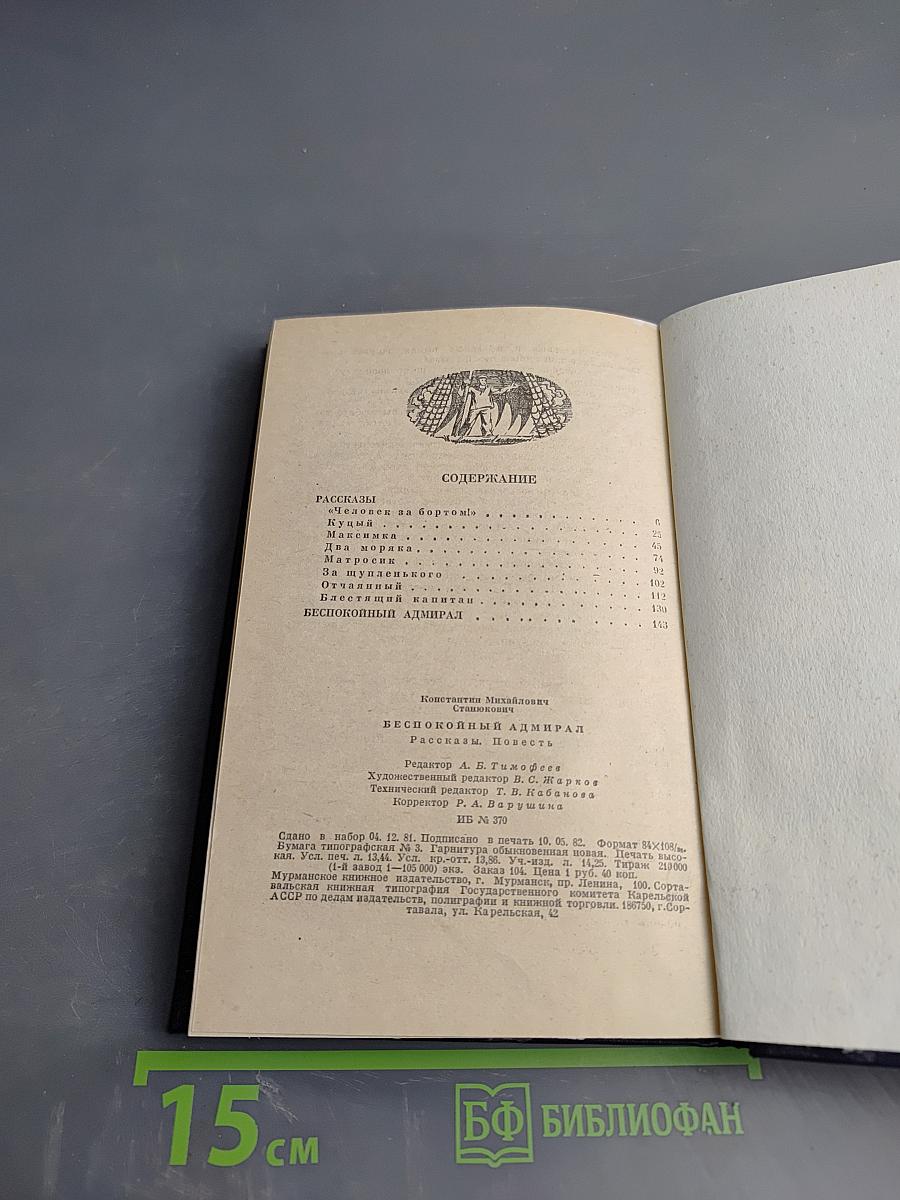 СОДЕРЖАНИЕ
РАССКАЗЫ
«Человек за бортом!» . . . . . . . . . . 6
Куцый . . . . . . . . . . 25
Максимка . . . . . . . . . . 45
Два моряка . . . . . . . . . . 74
Матросик . . . . . . . . . . 92
За щупленького . . . . . . . . . . 102
Отчаянный . . . . . . . . . . 112
Блестящий капитан . . . . . . . . . . 130
БЕСПОКОЙНЫЙ АДМИРАЛ . . . . . . . . . . 143
Константин Михайлович
Станюкович
БЕСПОКОЙНЫЙ АДМИРАЛ
Рассказы. Повесть
Редактор А. Б. Тимофеев
Художественный редактор В. С. Жарков
Технический редактор Т. В. Кабанова
Корректор Р. А. Варушина
ИБ № 370
Сдано в набор 04. 12. 81. Подписано в печать 10. 05. 82. Формат 84×108/
Бумага типографская № 3. Гарнитура обыкновенная новая. Печать высо-
кая. Усл. печ. л. 13,44. Усл. кр.-отт. 13,86. Уч.-изд. л. 14,25. Тираж 210 000
(1-й завод 1—105 000) экз. Заказ 104. Цена 1 руб. 40 коп.
Мурманское книжное издательство, г. Мурманск, пр. Ленина, 100. Сорта-
вальская книжная типография Государственного комитета Карельской
АССР по делам издательств, полиграфии и книжной торговли. 186750, г. Сор-
тавала, ул. Карельская, 42
15 см
БФ БИБЛИОФАН